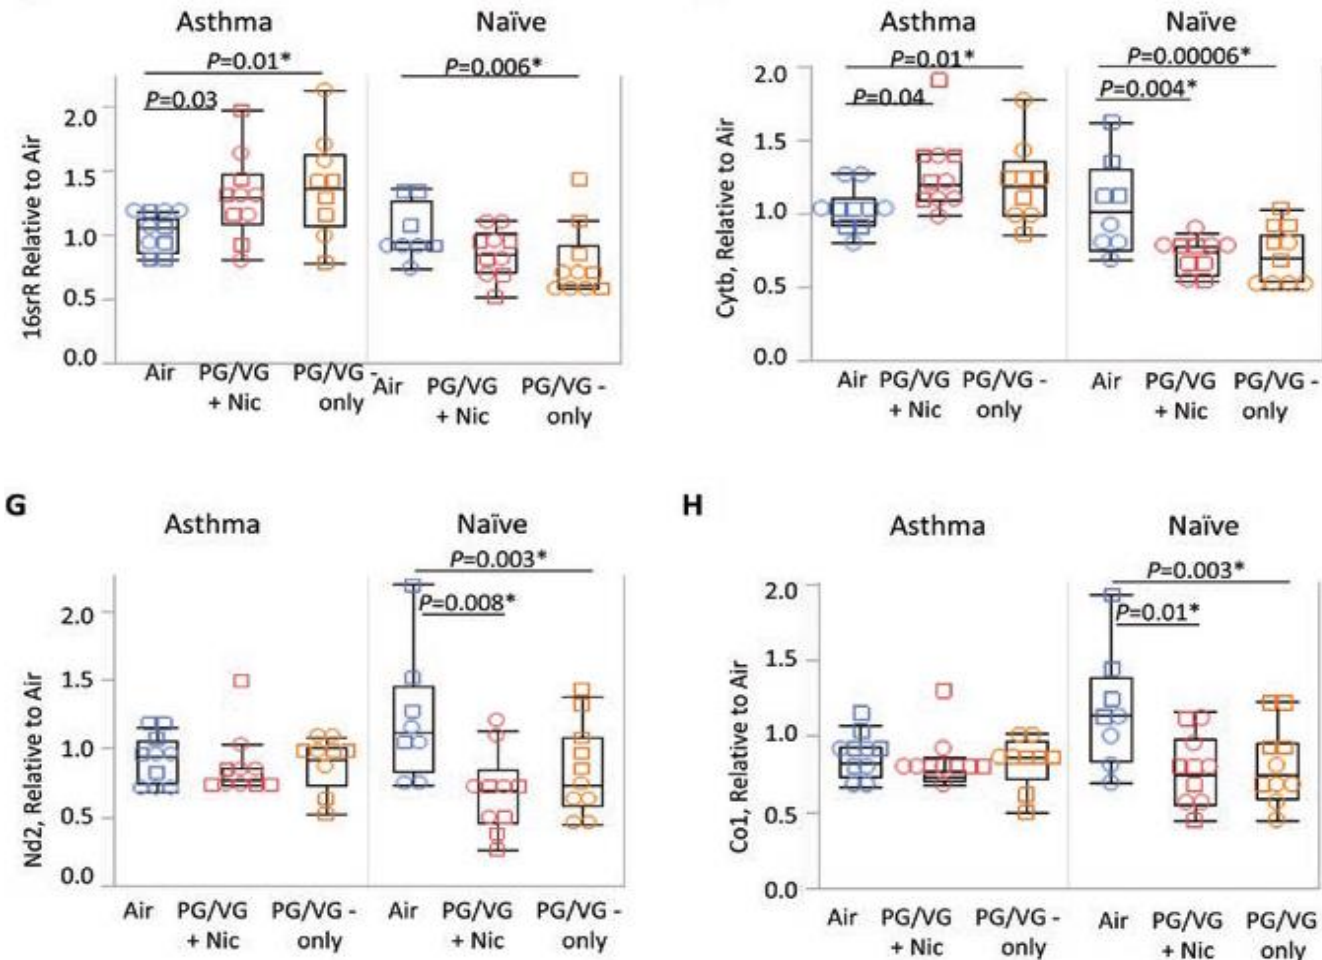 Asthma Naïve
P=0.01*
P=0.006*
P=0.03
16srR Relative to Air
2.0
1.5
1.0
0.5
0.0
Air PG/VG PG/VG - Air PG/VG PG/VG -
+ Nic only + Nic only
Asthma Naïve
P=0.01* P=0.00006*
P=0.04 P=0.004*
Cytb, Relative to Air
2.0
1.5
1.0
0.5
0.0
Air PG/VG PG/VG - Air PG/VG PG/VG -
+ Nic only + Nic only
G
Asthma Naïve
P=0.003*
P=0.008*
Nd2, Relative to Air
2.0
1.5
1.0
0.5
0.0
Air PG/VG PG/VG - Air PG/VG PG/VG -
+ Nic only + Nic only
H
Asthma Naïve
P=0.003*
P=0.01*
Co1, Relative to Air
2.0
1.5
1.0
0.5
0.0
Air PG/VG PG/VG - Air PG/VG PG/VG
+ Nic only + Nic only